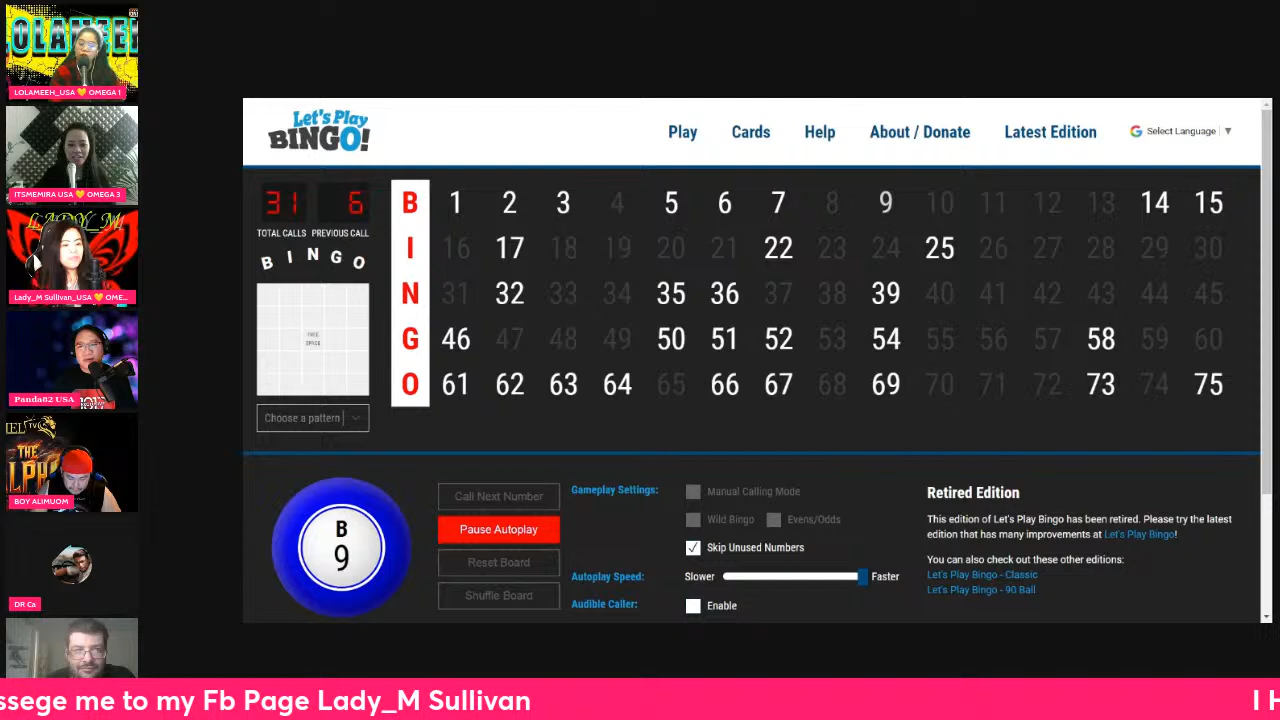 LOLAMEEH
LOLAMEEH_USA 💛 OMEGA 1
ITSMEMIRA USA 💛 OMEGA 3
LADY_M
Lady_M Sullivan_USA 💛 OME...
Panda82 USA
BOY ALIMUOM
DR Ca
Let's Play
BINGO!
Play Cards Help About / Donate Latest Edition Select Language ▼
31 6
TOTAL CALLS PREVIOUS CALL
B I N G O
FREE
SPACE
Choose a pattern
B 1 2 3 4 5 6 7 8 9 10 11 12 13 14 15
I 16 17 18 19 20 21 22 23 24 25 26 27 28 29 30
N 31 32 33 34 35 36 37 38 39 40 41 42 43 44 45
G 46 47 48 49 50 51 52 53 54 55 56 57 58 59 60
O 61 62 63 64 65 66 67 68 69 70 71 72 73 74 75
B
9
Call Next Number
Pause Autoplay
Reset Board
Shuffle Board
Gameplay Settings:
Manual Calling Mode
Wild Bingo Evens/Odds
Skip Unused Numbers
Autoplay Speed: Slower Faster
Audible Caller: Enable
Retired Edition
This edition of Let's Play Bingo has been retired. Please try the latest
edition that has many improvements at Let's Play Bingo!
You can also check out these other editions:
Let's Play Bingo - Classic
Let's Play Bingo - 90 Ball
ssege me to my Fb Page Lady_M Sullivan I H